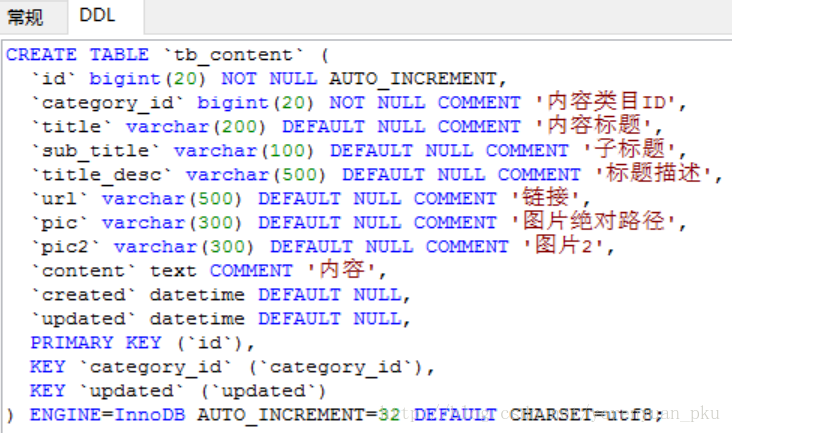 常规 DDL
CREATE TABLE `tb_content` (
`id` bigint(20) NOT NULL AUTO_INCREMENT,
`category_id` bigint(20) NOT NULL COMMENT '内容类目ID',
`title` varchar(200) DEFAULT NULL COMMENT '内容标题',
`sub_title` varchar(100) DEFAULT NULL COMMENT '子标题',
`title_desc` varchar(500) DEFAULT NULL COMMENT '标题描述',
`url` varchar(500) DEFAULT NULL COMMENT '链接',
`pic` varchar(300) DEFAULT NULL COMMENT '图片绝对路径',
`pic2` varchar(300) DEFAULT NULL COMMENT '图片2',
`content` text COMMENT '内容',
`created` datetime DEFAULT NULL,
`updated` datetime DEFAULT NULL,
PRIMARY KEY (`id`),
KEY `category_id` (`category_id`),
KEY `updated` (`updated`)
) ENGINE=InnoDB AUTO_INCREMENT=32 DEFAULT CHARSET=utf8;